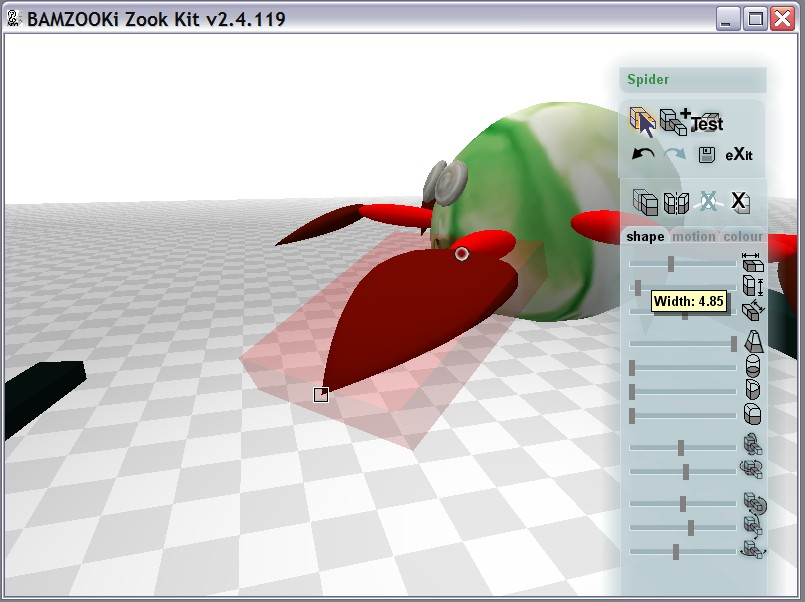 BAMZOOKi Zook Kit v2.4.119
Spider
Test
eXit
X
X
shape motion colour
Width: 4.85